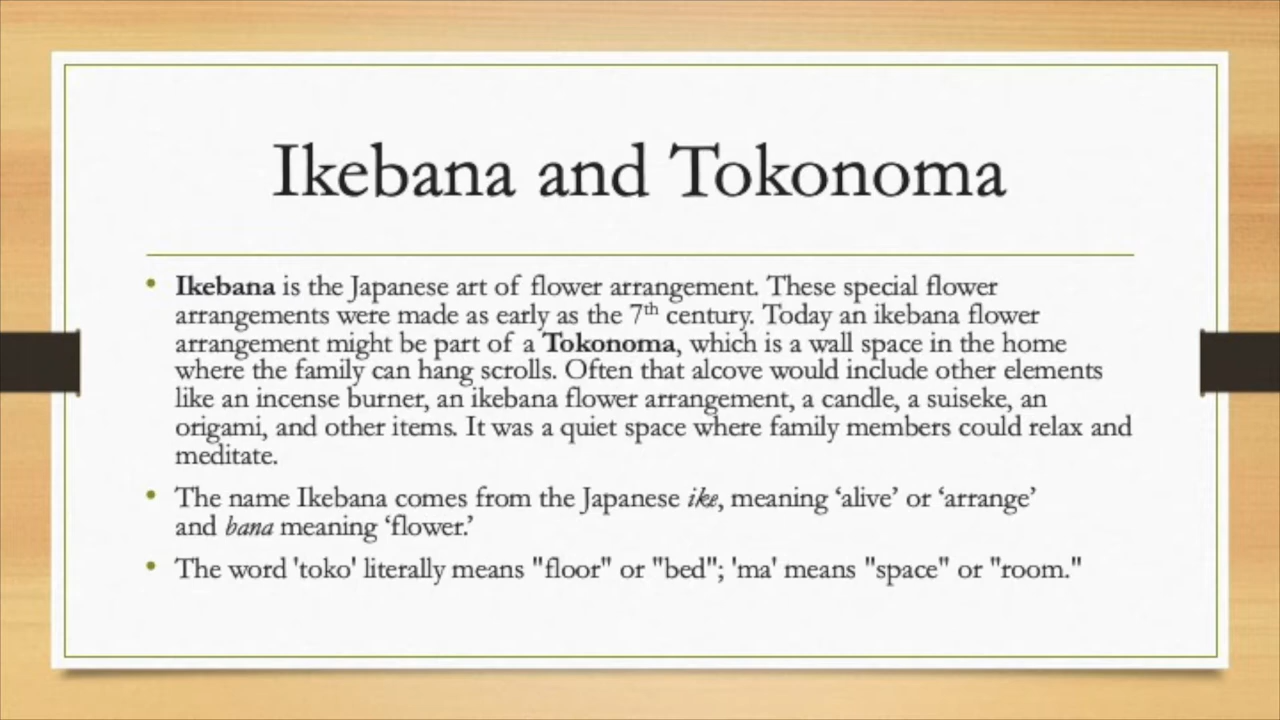 Ikebana and Tokonoma
• Ikebana is the Japanese art of flower arrangement. These special flower
arrangements were made as early as the 7th century. Today an ikebana flower
arrangement might be part of a Tokonoma, which is a wall space in the home
where the family can hang scrolls. Often that alcove would include other elements
like an incense burner, an ikebana flower arrangement, a candle, a suiseke, an
origami, and other items. It was a quiet space where family members could relax and
meditate.
• The name Ikebana comes from the Japanese ike, meaning ‘alive’ or ‘arrange’
and bana meaning ‘flower.’
• The word 'toko' literally means "floor" or "bed"; 'ma' means "space" or "room."